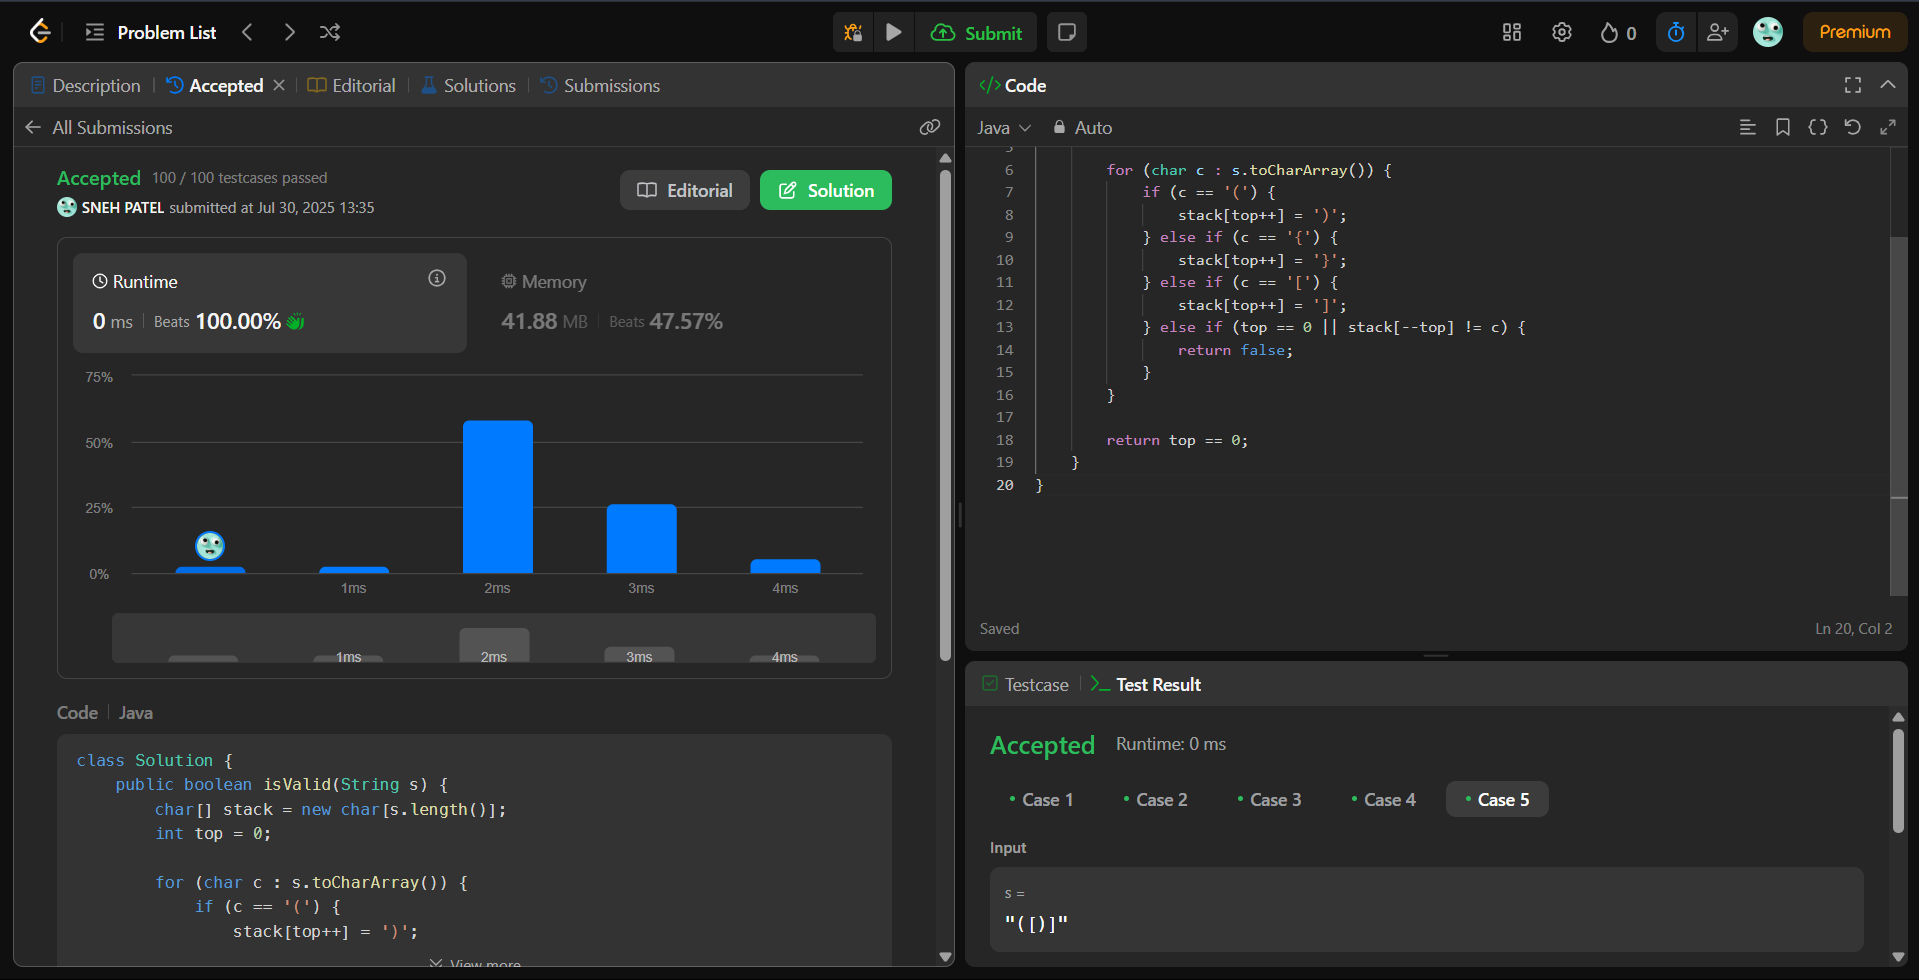 Problem List
Submit
0
Premium
Description
Accepted
Editorial
Solutions
Submissions
All Submissions
Accepted 100 / 100 testcases passed
SNEH PATEL submitted at Jul 30, 2025 13:35
Editorial
Solution
Runtime
0 ms Beats 100.00%
Memory
41.88 MB Beats 47.57%
75%
50%
25%
0%
1ms 2ms 3ms 4ms
1ms 2ms 3ms 4ms
Code Java
class Solution {
    public boolean isValid(String s) {
        char[] stack = new char[s.length()];
        int top = 0;
        for (char c : s.toCharArray()) {
            if (c == '(') {
                stack[top++] = ')';
View more
</> Code
Java Auto
5
6 for (char c : s.toCharArray()) {
7 if (c == '(') {
8 stack[top++] = ')';
9 } else if (c == '{') {
10 stack[top++] = '}';
11 } else if (c == '[') {
12 stack[top++] = ']';
13 } else if (top == 0 || stack[--top] != c) {
14 return false;
15 }
16 }
17
18 return top == 0;
19 }
20 }
Saved
Ln 20, Col 2
Testcase
Test Result
Accepted Runtime: 0 ms
Case 1 Case 2 Case 3 Case 4 Case 5
Input
s =
"([)]"